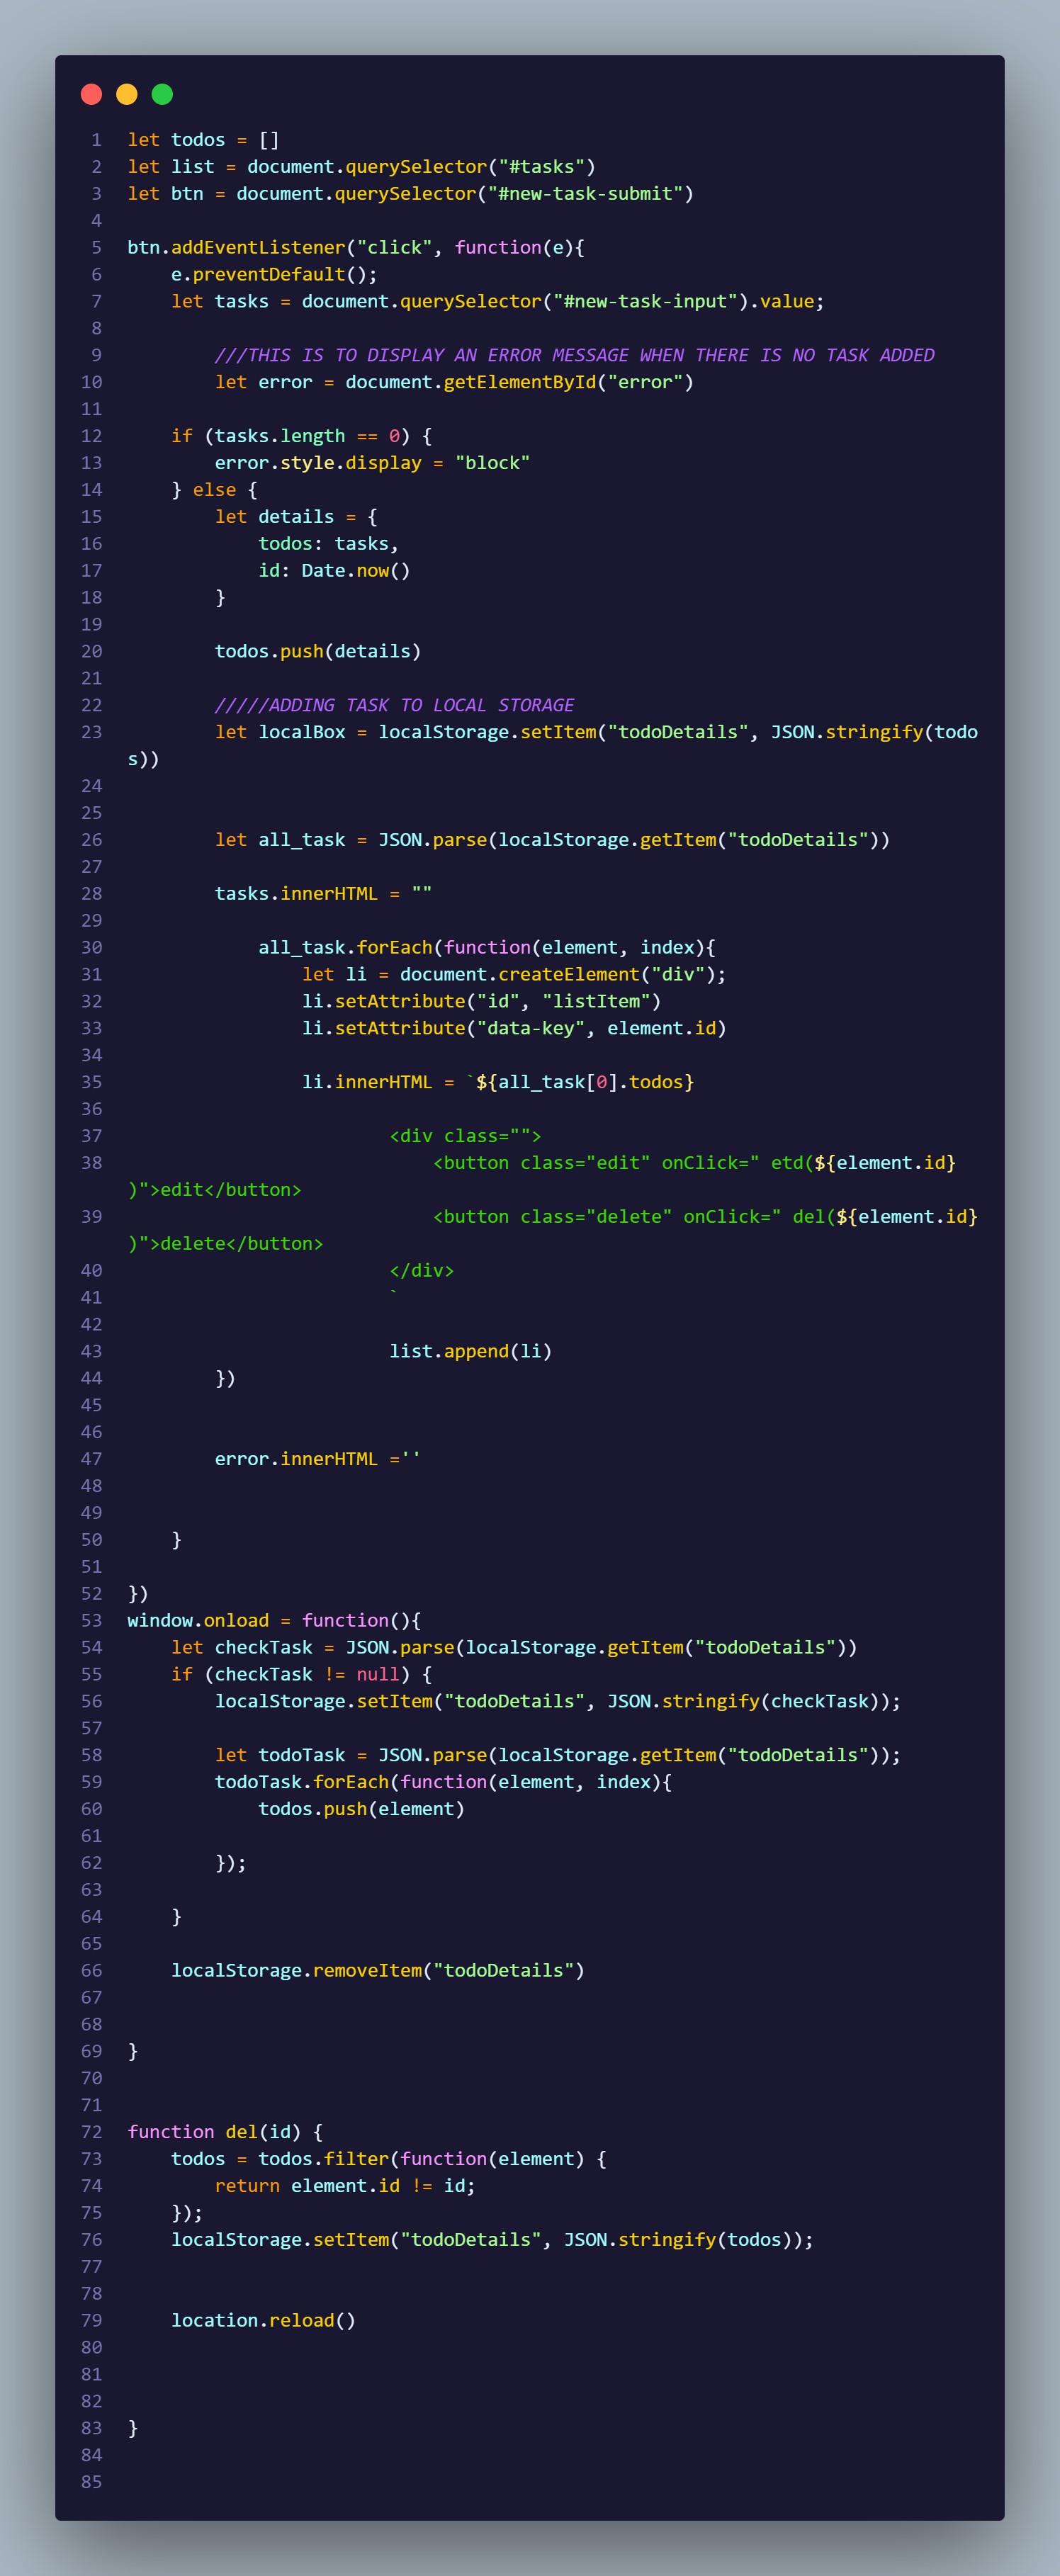 1 let todos = []
2 let list = document.querySelector("#tasks")
3 let btn = document.querySelector("#new-task-submit")
4
5 btn.addEventListener("click", function(e){
6     e.preventDefault();
7     let tasks = document.querySelector("#new-task-input").value;
8
9         ///THIS IS TO DISPLAY AN ERROR MESSAGE WHEN THERE IS NO TASK ADDED
10         let error = document.getElementById("error")
11
12     if (tasks.length == 0) {
13         error.style.display = "block"
14     } else {
15         let details = {
16             todos: tasks,
17             id: Date.now()
18         }
19
20         todos.push(details)
21
22         /////ADDING TASK TO LOCAL STORAGE
23         let localBox = localStorage.setItem("todoDetails", JSON.stringify(todo
s))
24
25
26         let all_task = JSON.parse(localStorage.getItem("todoDetails"))
27
28         tasks.innerHTML = ""
29
30             all_task.forEach(function(element, index){
31                 let li = document.createElement("div");
32                 li.setAttribute("id", "listItem")
33                 li.setAttribute("data-key", element.id)
34
35                 li.innerHTML = `${all_task[0].todos}
36
37                         <div class="">
38                             <button class="edit" onClick=" etd(${element.id}
)">edit</button>
39                             <button class="delete" onClick=" del(${element.id}
)">delete</button>
40                         </div>
41                         `
42
43                         list.append(li)
44         })
45
46
47         error.innerHTML =''
48
49
50     }
51
52 })
53 window.onload = function(){
54     let checkTask = JSON.parse(localStorage.getItem("todoDetails"))
55     if (checkTask != null) {
56         localStorage.setItem("todoDetails", JSON.stringify(checkTask));
57
58         let todoTask = JSON.parse(localStorage.getItem("todoDetails"));
59         todoTask.forEach(function(element, index){
60             todos.push(element)
61
62         });
63
64     }
65
66     localStorage.removeItem("todoDetails")
67
68
69 }
70
71
72 function del(id) {
73     todos = todos.filter(function(element) {
74         return element.id != id;
75     });
76     localStorage.setItem("todoDetails", JSON.stringify(todos));
77
78
79     location.reload()
80
81
82
83 }
84
85